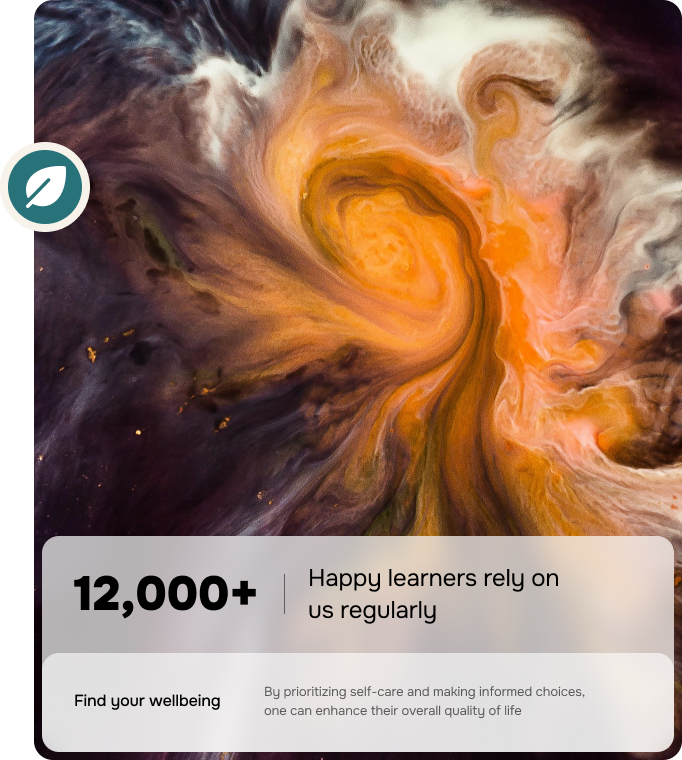 12,000+
Happy learners rely on
us regularly
Find your wellbeing
By prioritizing self-care and making informed choices,
one can enhance their overall quality of life